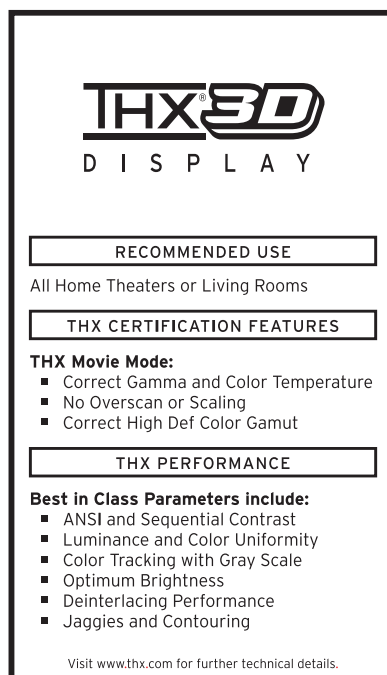 THX® 3D
DISPLAY
RECOMMENDED USE
All Home Theaters or Living Rooms
THX CERTIFICATION FEATURES
THX Movie Mode:
■ Correct Gamma and Color Temperature
■ No Overscan or Scaling
■ Correct High Def Color Gamut
THX PERFORMANCE
Best in Class Parameters include:
■ ANSI and Sequential Contrast
■ Luminance and Color Uniformity
■ Color Tracking with Gray Scale
■ Optimum Brightness
■ Deinterlacing Performance
■ Jaggies and Contouring
Visit www.thx.com for further technical details.